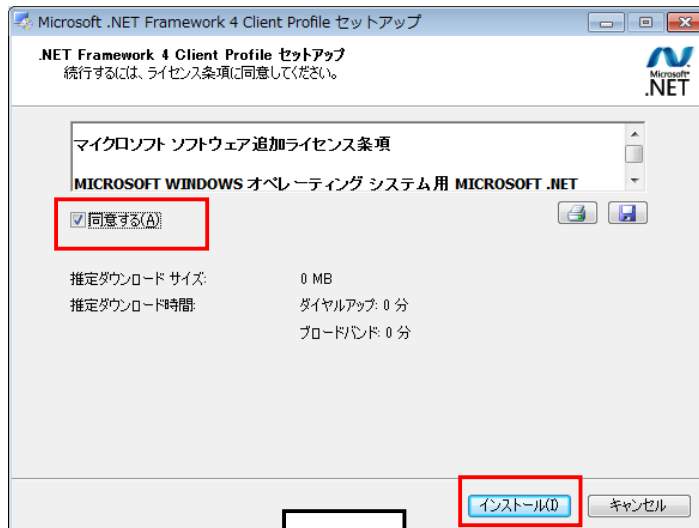 Microsoft .NET Framework 4 Client Profile セットアップ
.NET Framework 4 Client Profile セットアップ
続行するには、ライセンス条項に同意してください。
Microsoft
.NET
マイクロソフト ソフトウェア追加ライセンス条項
MICROSOFT WINDOWS オペレーティング システム用 MICROSOFT .NET
同意する(A)
推定ダウンロード サイズ: 0 MB
推定ダウンロード時間: ダイヤルアップ: 0 分
ブロードバンド: 0 分
インストール(I) キャンセル